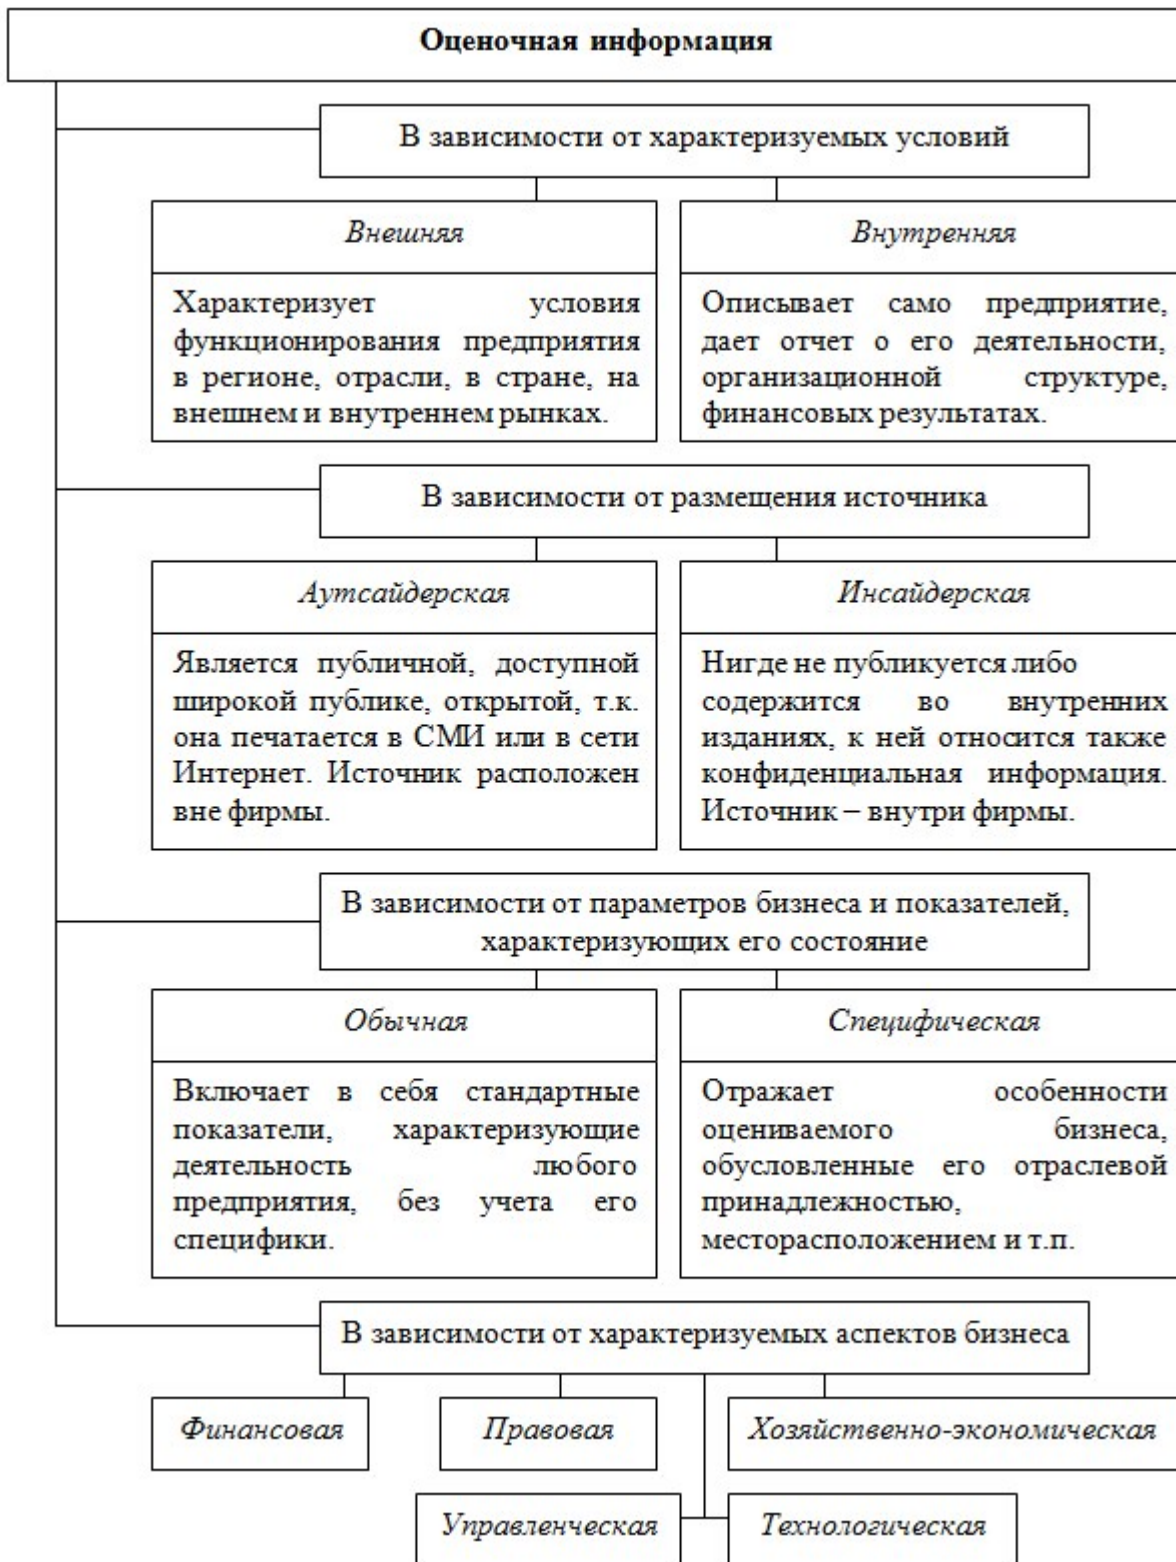 Оценочная информация
В зависимости от характеризуемых условий
Внешняя
Характеризует условия
функционирования предприятия
в регионе, отрасли, в стране, на
внешнем и внутреннем рынках.
Внутренняя
Описывает само предприятие,
дает отчет о его деятельности,
организационной структуре,
финансовых результатах.
В зависимости от размещения источника
Аутсайдерская
Является публичной, доступной
широкой публике, открытой, т.к.
она печатается в СМИ или в сети
Интернет. Источник расположен
вне фирмы.
Инсайдерская
Нигде не публикуется либо
содержится во внутренних
изданиях, к ней относится также
конфиденциальная информация.
Источник – внутри фирмы.
В зависимости от параметров бизнеса и показателей,
характеризующих его состояние
Обычная
Включает в себя стандартные
показатели, характеризующие
деятельность любого
предприятия, без учета его
специфики.
Специфическая
Отражает особенности
оцениваемого бизнеса,
обусловленные его отраслевой
принадлежностью,
месторасположением и т.п.
В зависимости от характеризуемых аспектов бизнеса
Финансовая
Правовая
Хозяйственно-экономическая
Управленческая
Технологическая